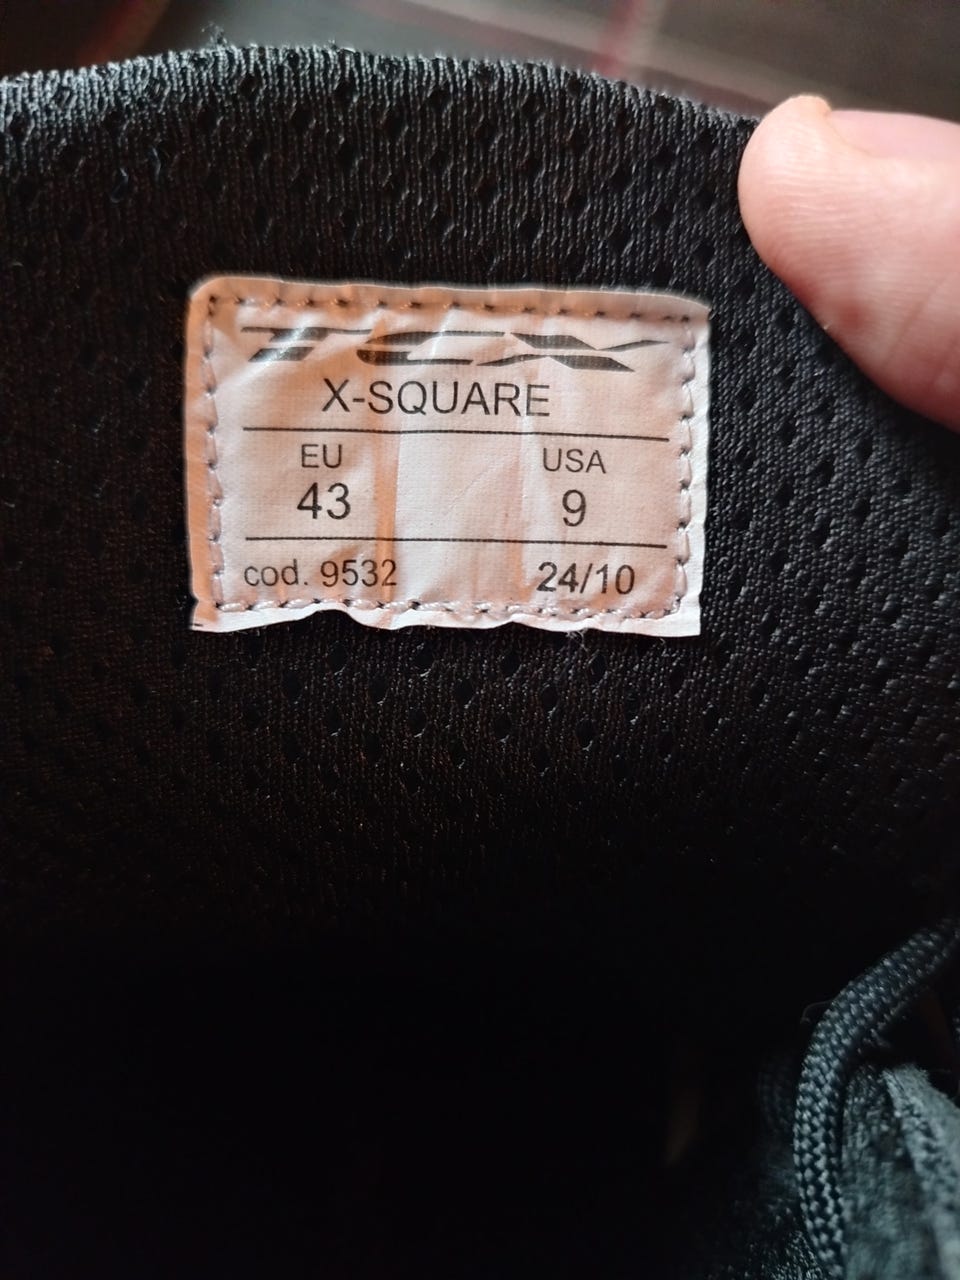 TCX
X-SQUARE
EU USA
43 9
cod. 9532 24/10